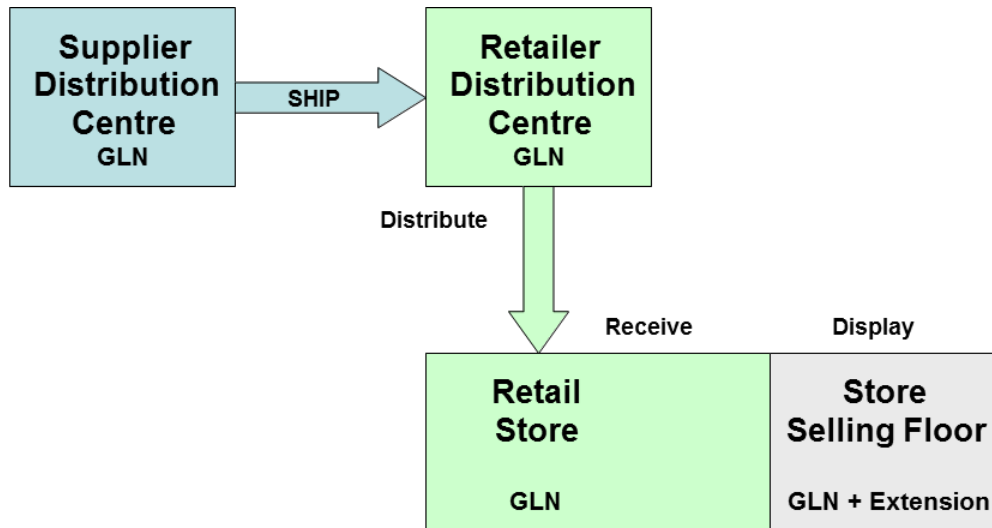 Supplier
Distribution
Centre
GLN
SHIP
Retailer
Distribution
Centre
GLN
Distribute
Receive
Display
Retail
Store
GLN
Store
Selling Floor
GLN + Extension